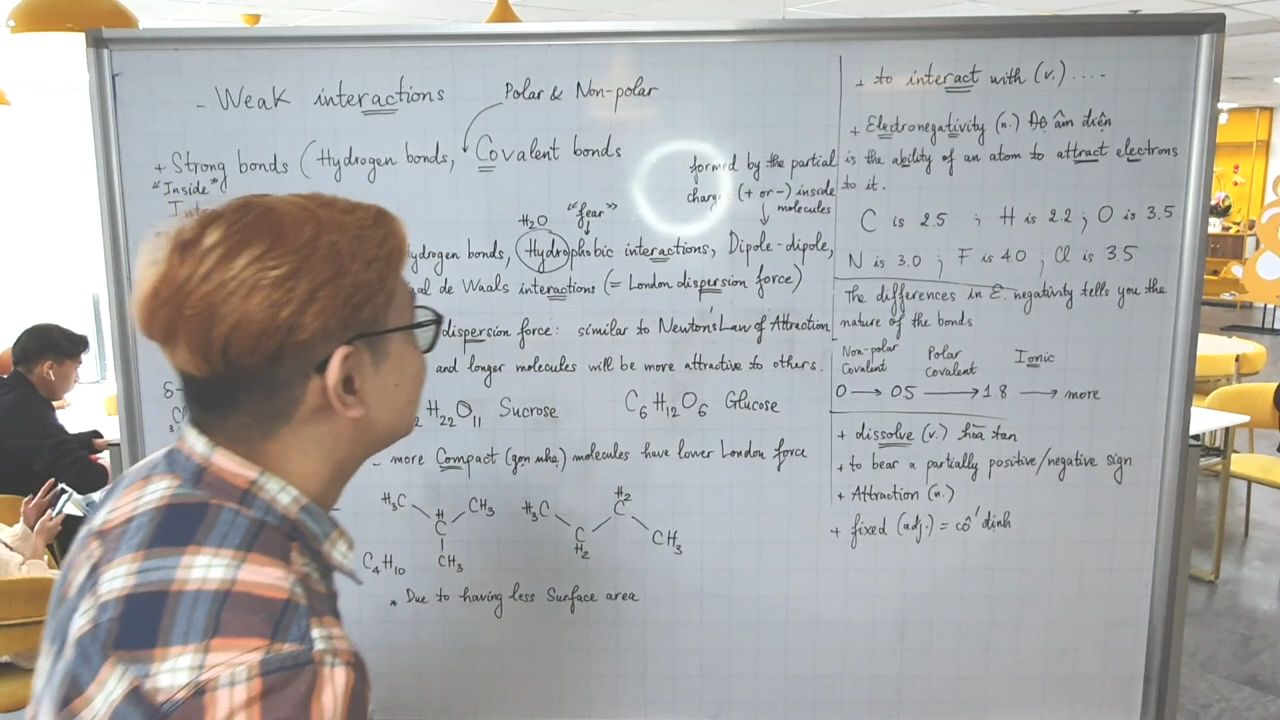 - Weak interactions
Polar & Non-polar
+ Strong bonds (Hydrogen bonds, Covalent bonds
"Inside"
formed by the partial
(+ or -) inside
molecules
H₂O
"fear"
bonds, Hydrophobic interactions, Dipole-dipole,
de Waals interactions (= London dispersion force)
dispersion force: similar to Newton's Law of Attraction
and longer molecules will be more attractive to others.
δ-
H₂₂O₁₁ Sucrose
C₆H₁₂O₆ Glucose
- more Compact (gọn nhẹ) molecules have lower London force
H₃C
CH₃
H
C
CH₃
C₄H₁₀
H₃C
C
H₂
H₂
C
CH₃
* Due to having less Surface area
+ to interact with (v.) ....
+ Electronegativity (n.) Độ âm điện
is the ability of an atom to attract electrons
to it.
C is 2.5 ; H is 2.2 ; O is 3.5
N is 3.0 ; F is 4.0 ; Cl is 3.5
The differences in E. negativity tells you the
nature of the bonds
Non-polar Covalent
Polar Covalent
Ionic
0 → 0.5 → 1.8 → more
+ dissolve (v.) hòa tan
+ to bear a partially positive/negative sign
+ Attraction (n.)
+ fixed (adj.) = cố định